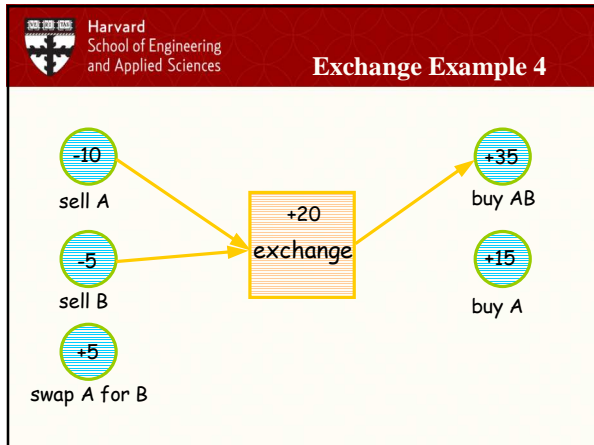 Harvard
School of Engineering
and Applied Sciences
Exchange Example 4
-10
sell A
-5
sell B
+5
swap A for B
+20
exchange
+35
buy AB
+15
buy A